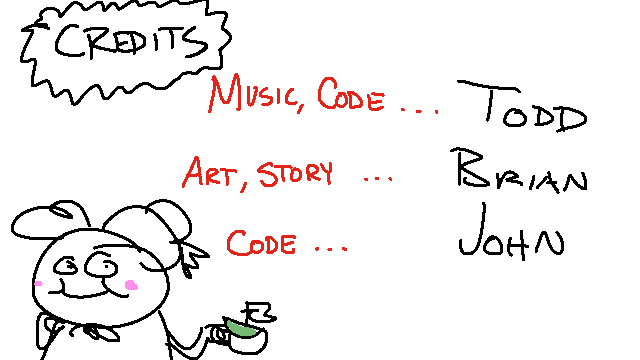 CREDITS
MUSIC, CODE ... TODD
ART, STORY ... BRIAN
CODE ... JOHN